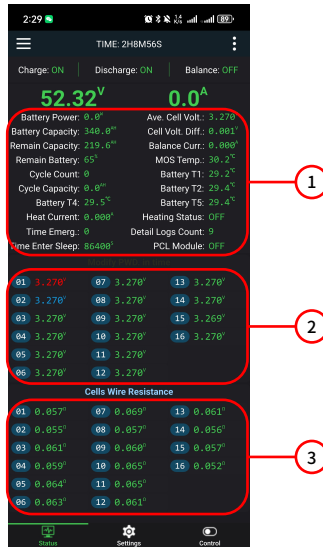 2:29 89
TIME: 2H8M56S
Charge: ON Discharge: ON Balance: OFF
52.32V 0.0A
Battery Power: 0.0W Ave. Cell Volt.: 3.270
Battery Capacity: 340.0AH Cell Volt. Diff.: 0.001V
Remain Capacity: 219.6AH Balance Curr.: 0.000A
Remain Battery: 65% MOS Temp.: 30.2℃
Cycle Count: 0 Battery T1: 29.2℃
Cycle Capacity: 0.0AH Battery T2: 29.4℃
Battery T4: 29.5℃ Battery T5: 29.4℃
Heat Current: 0.000A Heating Status: OFF
Time Emerg.: 0 Detail Logs Count: 9
Time Enter Sleep: 86400S PCL Module: OFF
1
01 3.270V 07 3.270V 13 3.270V
02 3.270V 08 3.270V 14 3.270V
03 3.270V 09 3.270V 15 3.269V
04 3.270V 10 3.270V 16 3.270V
05 3.270V 11 3.270V
06 3.270V 12 3.270V
2
Cells Wire Resistance
01 0.057Ω 07 0.069Ω 13 0.061Ω
02 0.055Ω 08 0.057Ω 14 0.056Ω
03 0.061Ω 09 0.060Ω 15 0.057Ω
04 0.059Ω 10 0.065Ω 16 0.052Ω
05 0.064Ω 11 0.065Ω
06 0.063Ω 12 0.061Ω
3
Status Settings Control